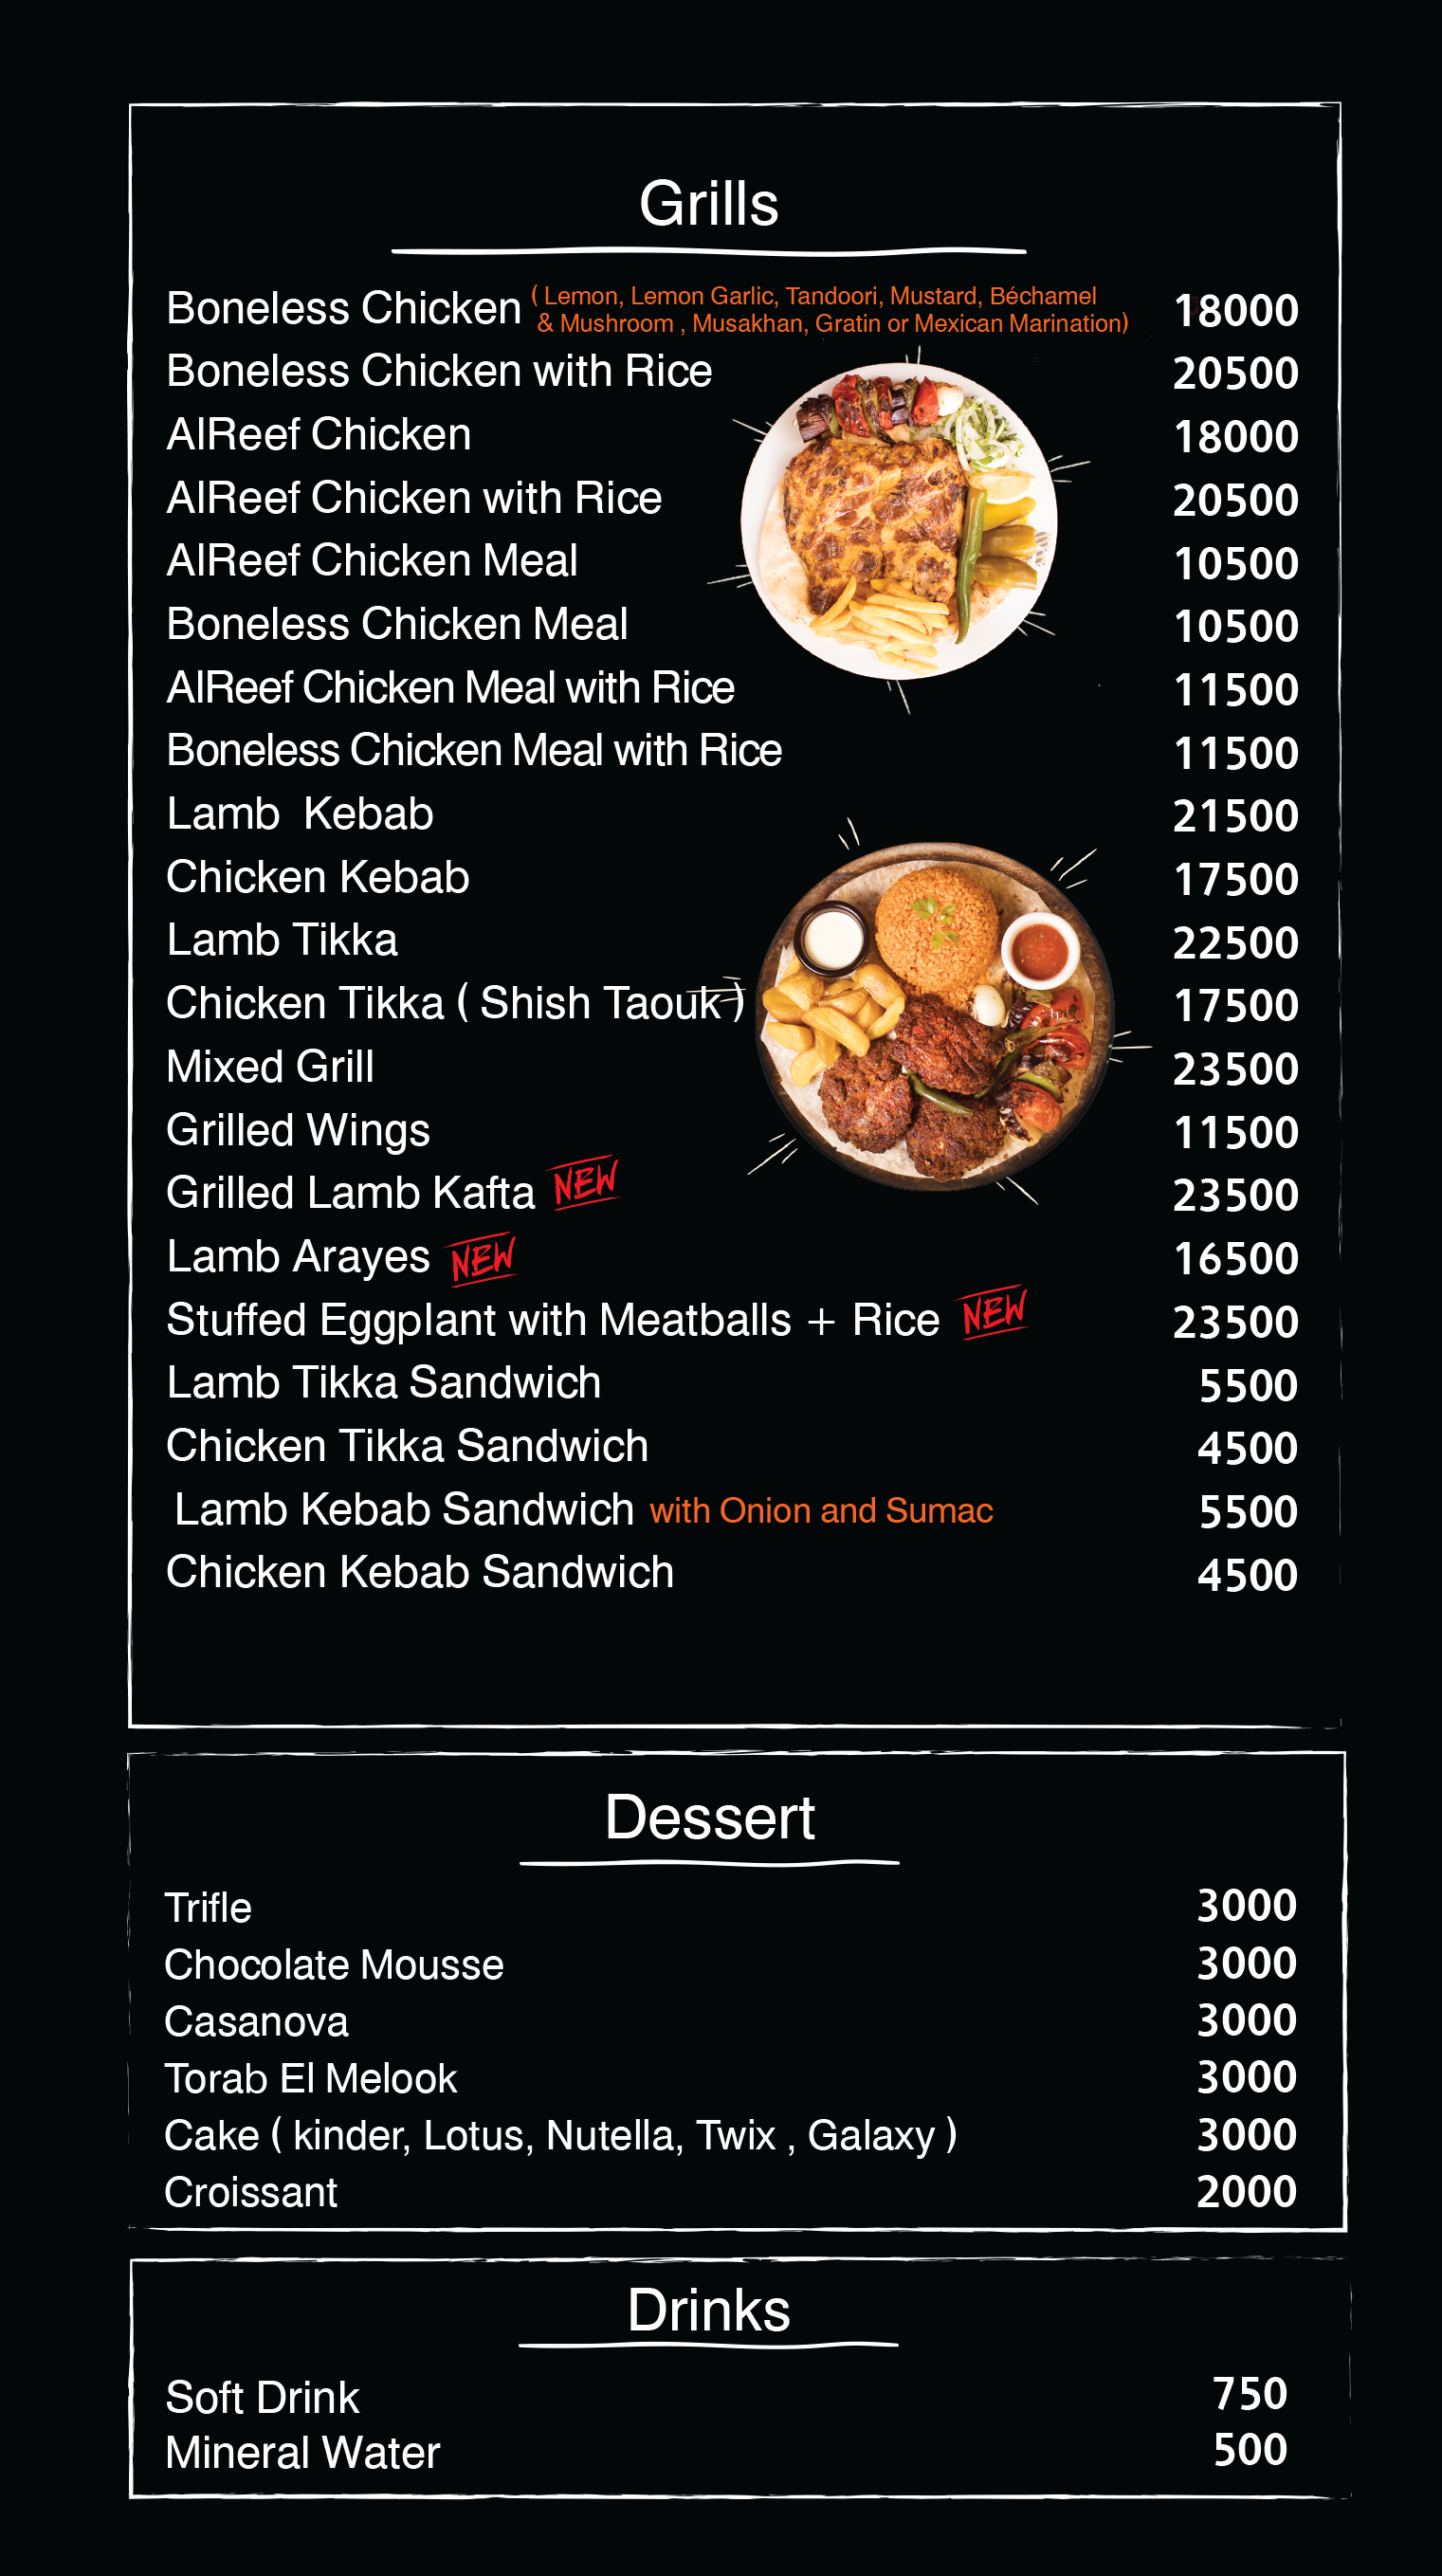 Grills
Boneless Chicken ( Lemon, Lemon Garlic, Tandoori, Mustard, Béchamel
& Mushroom , Musakhan, Gratin or Mexican Marination) 18000
Boneless Chicken with Rice 20500
AlReef Chicken 18000
AlReef Chicken with Rice 20500
AlReef Chicken Meal 10500
Boneless Chicken Meal 10500
AlReef Chicken Meal with Rice 11500
Boneless Chicken Meal with Rice 11500
Lamb Kebab 21500
Chicken Kebab 17500
Lamb Tikka 22500
Chicken Tikka ( Shish Taouk ) 17500
Mixed Grill 23500
Grilled Wings 11500
Grilled Lamb Kafta NEW 23500
Lamb Arayes NEW 16500
Stuffed Eggplant with Meatballs + Rice NEW 23500
Lamb Tikka Sandwich 5500
Chicken Tikka Sandwich 4500
Lamb Kebab Sandwich with Onion and Sumac 5500
Chicken Kebab Sandwich 4500
Dessert
Trifle 3000
Chocolate Mousse 3000
Casanova 3000
Torab El Melook 3000
Cake ( kinder, Lotus, Nutella, Twix , Galaxy ) 3000
Croissant 2000
Drinks
Soft Drink 750
Mineral Water 500